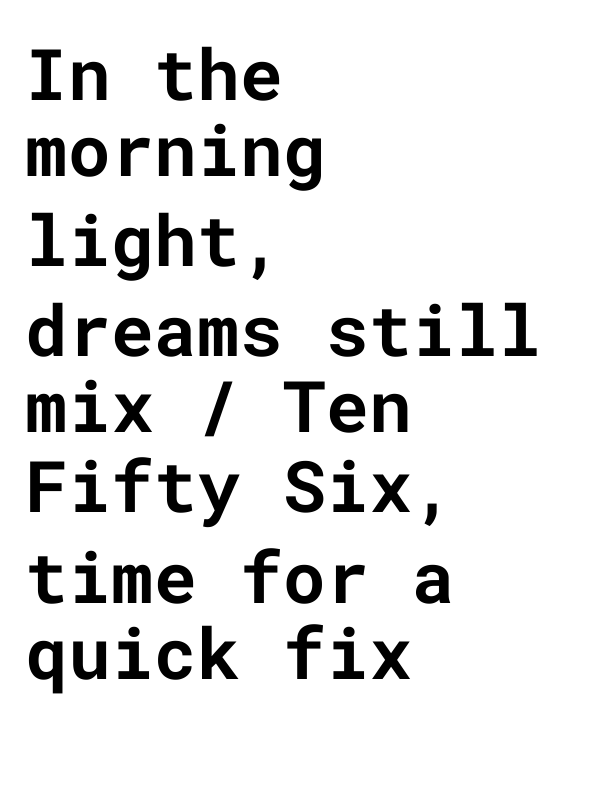 In the
morning
light,
dreams still
mix / Ten
Fifty Six,
time for a
quick fix